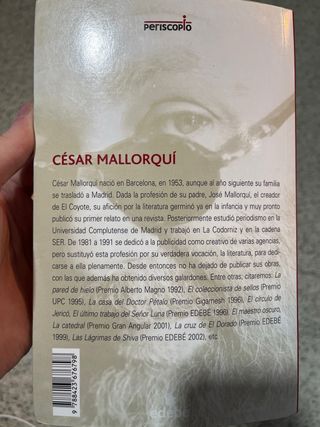 PERISCOPIO
CÉSAR MALLORQUÍ
César Mallorquí nació en Barcelona, en 1953, aunque al año siguiente su familia
se trasladó a Madrid. Dada la profesión de su padre, José Mallorquí, el creador
de El Coyote, su afición por la literatura germinó ya en la infancia y muy pronto
publicó su primer relato en una revista. Posteriormente estudió periodismo en la
Universidad Complutense de Madrid y trabajó en La Codorniz y en la cadena
SER. De 1981 a 1991 se dedicó a la publicidad como creativo de varias agencias,
pero sustituyó esta profesión por su verdadera vocación, la literatura, para dedi-
carse a ella plenamente. Desde entonces no ha dejado de publicar sus obras,
con las que además ha obtenido diversos galardones. Entre otras, citaremos: La
pared de hielo (Premio Alberto Magno 1992), El coleccionista de sellos (Premio
UPC 1995), La casa del Doctor Pétalo (Premio Gigamesh 1996), El círculo de
Jericó, El último trabajo del Señor Luna (Premio EDEBÉ 1996), El maestro oscuro,
La catedral (Premio Gran Angular 2001), La cruz de El Dorado (Premio EDEBÉ
1999), Las Lágrimas de Shiva (Premio EDEBÉ 2002), etc
9 788423 676798
edebé